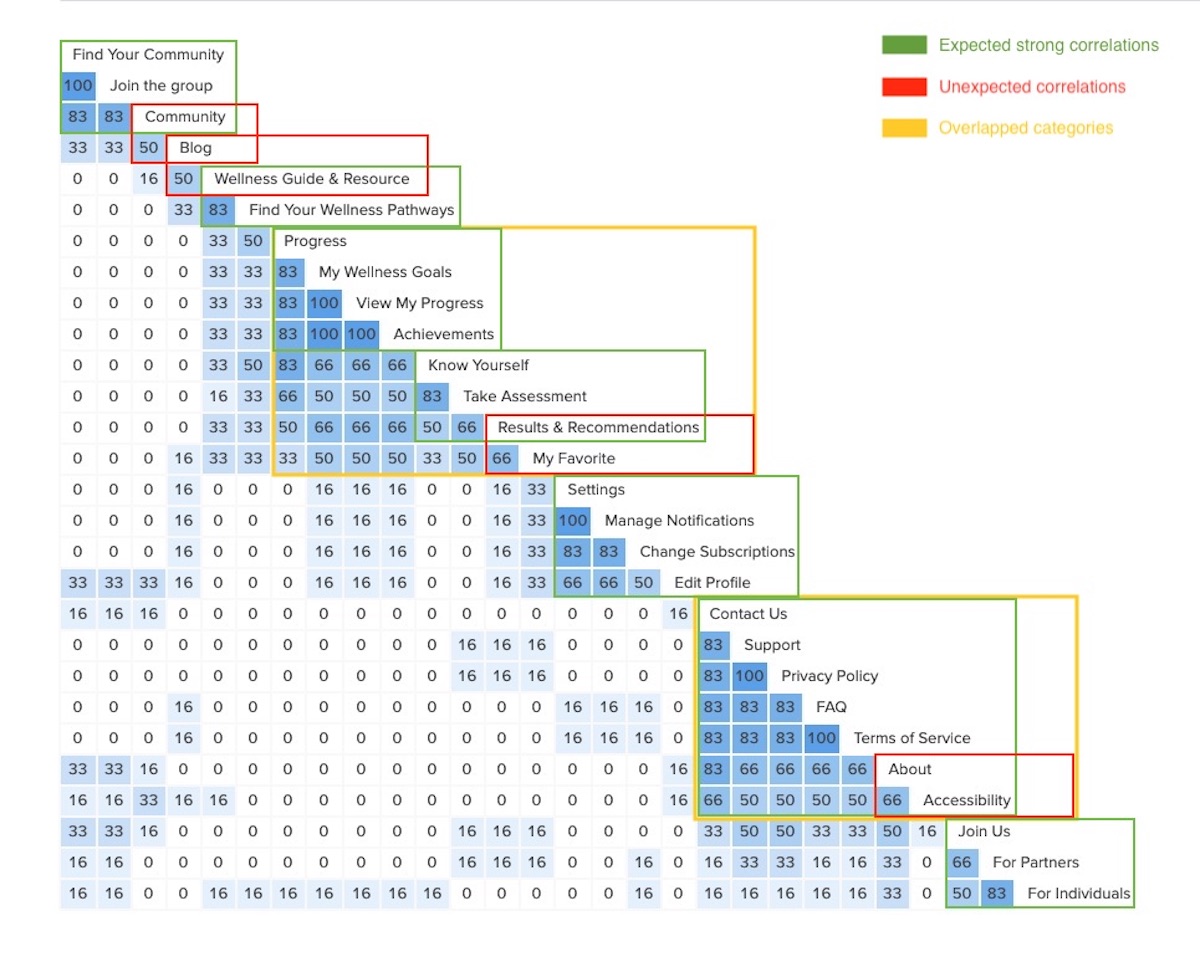 Find Your Community
Expected strong correlations
100 Join the group
Unexpected correlations
83 83 Community
Overlapped categories
33 33 50 Blog
0 0 16 50 Wellness Guide & Resource
0 0 0 33 83 Find Your Wellness Pathways
0 0 0 0 33 50 Progress
0 0 0 0 33 33 83 My Wellness Goals
0 0 0 0 33 33 83 100 View My Progress
0 0 0 0 33 33 83 100 100 Achievements
0 0 0 0 33 50 83 66 66 66 Know Yourself
0 0 0 0 16 33 66 50 50 50 83 Take Assessment
0 0 0 0 33 33 50 66 66 66 50 66 Results & Recommendations
0 0 0 16 33 33 33 50 50 50 33 50 66 My Favorite
0 0 0 16 0 0 0 16 16 16 0 0 16 33 Settings
0 0 0 16 0 0 0 16 16 16 0 0 16 33 100 Manage Notifications
0 0 0 16 0 0 0 16 16 16 0 0 16 33 83 83 Change Subscriptions
33 33 33 16 0 0 0 16 16 16 0 0 16 33 66 66 50 Edit Profile
16 16 16 0 0 0 0 0 0 0 0 0 0 0 0 0 0 16 Contact Us
0 0 0 0 0 0 0 0 0 0 0 16 16 16 0 0 0 0 83 Support
0 0 0 0 0 0 0 0 0 0 0 16 16 16 0 0 0 0 83 100 Privacy Policy
0 0 0 16 0 0 0 0 0 0 0 0 0 0 16 16 16 0 83 83 83 FAQ
0 0 0 16 0 0 0 0 0 0 0 0 0 0 16 16 16 0 83 83 83 100 Terms of Service
33 33 16 0 0 0 0 0 0 0 0 0 0 0 0 0 0 16 83 66 66 66 66 About
16 16 33 16 16 0 0 0 0 0 0 0 0 0 0 0 0 16 66 50 50 50 50 66 Accessibility
33 33 16 0 0 0 0 0 0 0 0 16 16 16 0 0 0 0 33 50 50 33 33 50 16 Join Us
16 16 0 0 0 0 0 0 0 0 0 16 16 16 0 0 16 0 16 33 33 16 16 33 0 66 For Partners
16 16 0 0 16 16 16 16 16 16 16 0 0 0 0 0 16 0 16 16 16 16 16 33 0 50 83 For Individuals